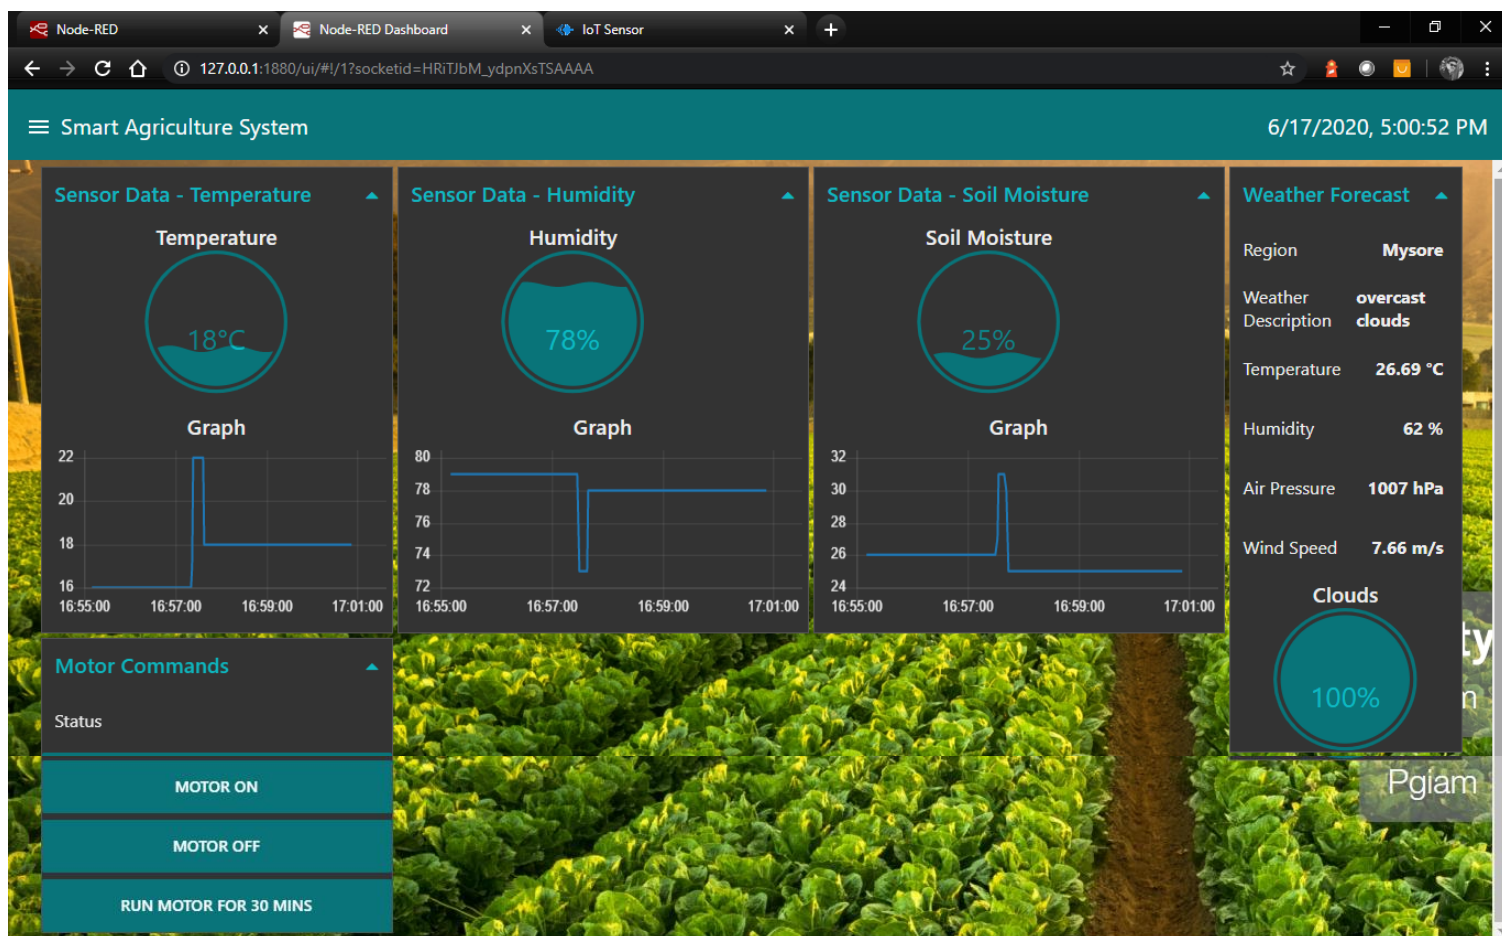 Node-RED
Node-RED Dashboard
IoT Sensor
127.0.0.1:1880/ui/#!/1?socketid=HRiTJbM_ydpnXsTSAAAA
Smart Agriculture System
6/17/2020, 5:00:52 PM
Sensor Data - Temperature
Temperature
18°C
Graph
22
20
18
16
16:55:00 16:57:00 16:59:00 17:01:00
Sensor Data - Humidity
Humidity
78%
Graph
80
78
76
74
72
16:55:00 16:57:00 16:59:00 17:01:00
Sensor Data - Soil Moisture
Soil Moisture
25%
Graph
32
30
28
26
24
16:55:00 16:57:00 16:59:00 17:01:00
Weather Forecast
Region Mysore
Weather overcast
Description clouds
Temperature 26.69 °C
Humidity 62 %
Air Pressure 1007 hPa
Wind Speed 7.66 m/s
Clouds
100%
Motor Commands
Status
MOTOR ON
MOTOR OFF
RUN MOTOR FOR 30 MINS
Pgiam